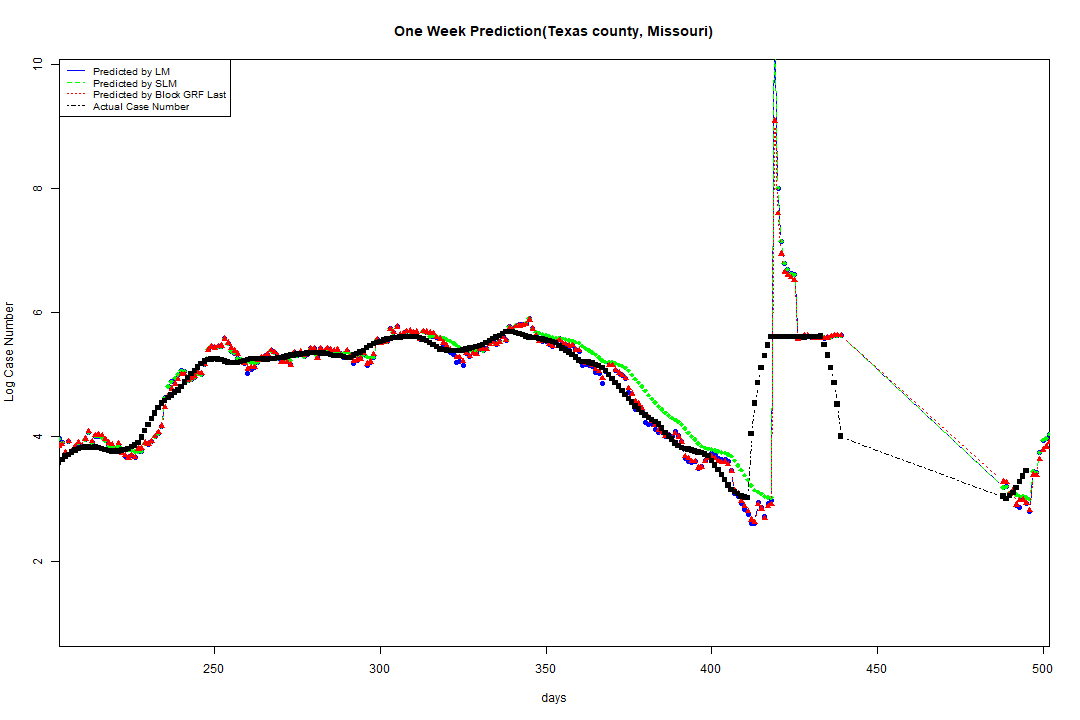 One Week Prediction(Texas county, Missouri)
Predicted by LM
Predicted by SLM
Predicted by Block GRF Last
Actual Case Number
Log Case Number
10
8
6
4
2
250 300 350 400 450 500
days